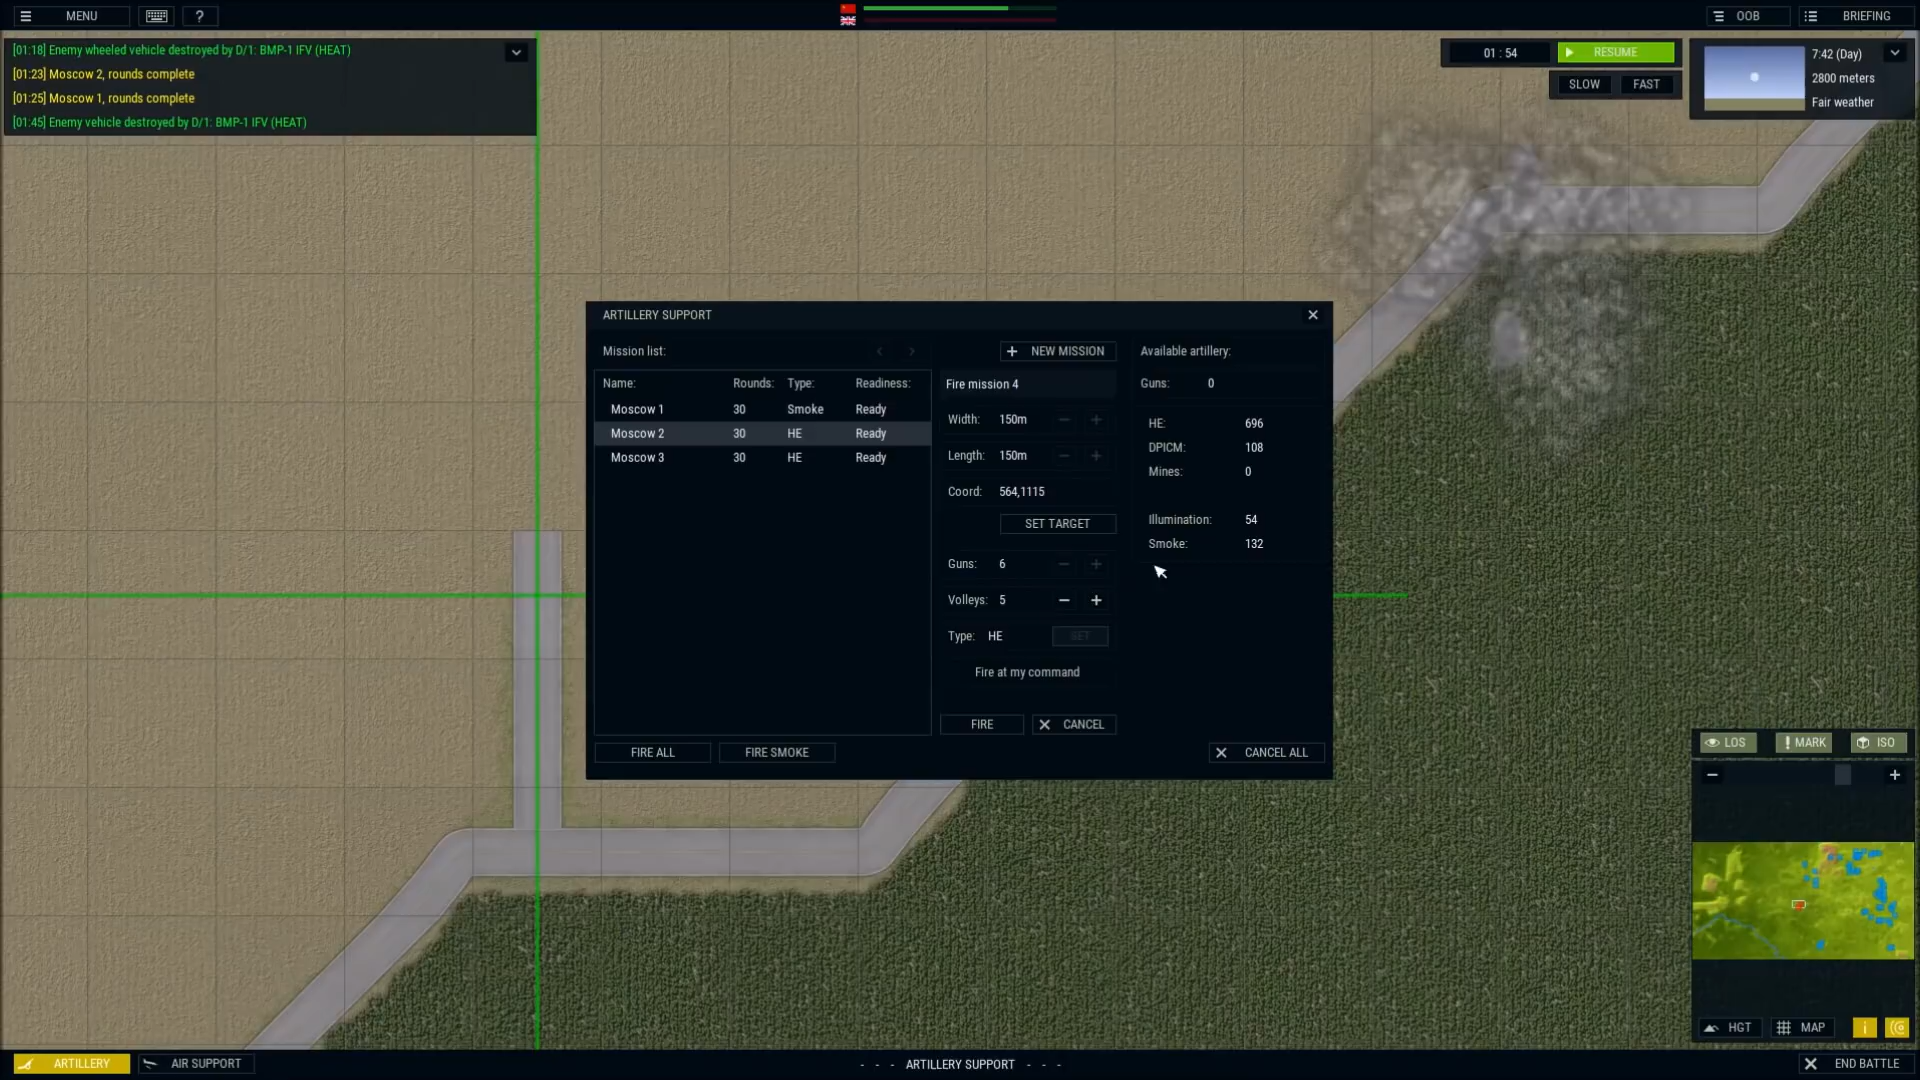 MENU
?
OOB
BRIEFING
[01:18] Enemy wheeled vehicle destroyed by D/1: BMP-1 IFV (HEAT)
[01:23] Moscow 2, rounds complete
[01:25] Moscow 1, rounds complete
[01:45] Enemy vehicle destroyed by D/1: BMP-1 IFV (HEAT)
01 : 54
RESUME
SLOW
FAST
7:42 (Day)
2800 meters
Fair weather
ARTILLERY SUPPORT
Mission list:
NEW MISSION
Available artillery:
Name: Rounds: Type: Readiness:
Moscow 1 30 Smoke Ready
Moscow 2 30 HE Ready
Moscow 3 30 HE Ready
Fire mission 4
Width: 150m
Length: 150m
Coord: 564,1115
SET TARGET
Guns: 6
Volleys: 5
Type: HE SET
Fire at my command
FIRE
CANCEL
Guns: 0
HE: 696
DPICM: 108
Mines: 0
Illumination: 54
Smoke: 132
FIRE ALL
FIRE SMOKE
CANCEL ALL
LOS
MARK
ISO
HGT
MAP
ARTILLERY
AIR SUPPORT
- - - ARTILLERY SUPPORT - - -
END BATTLE